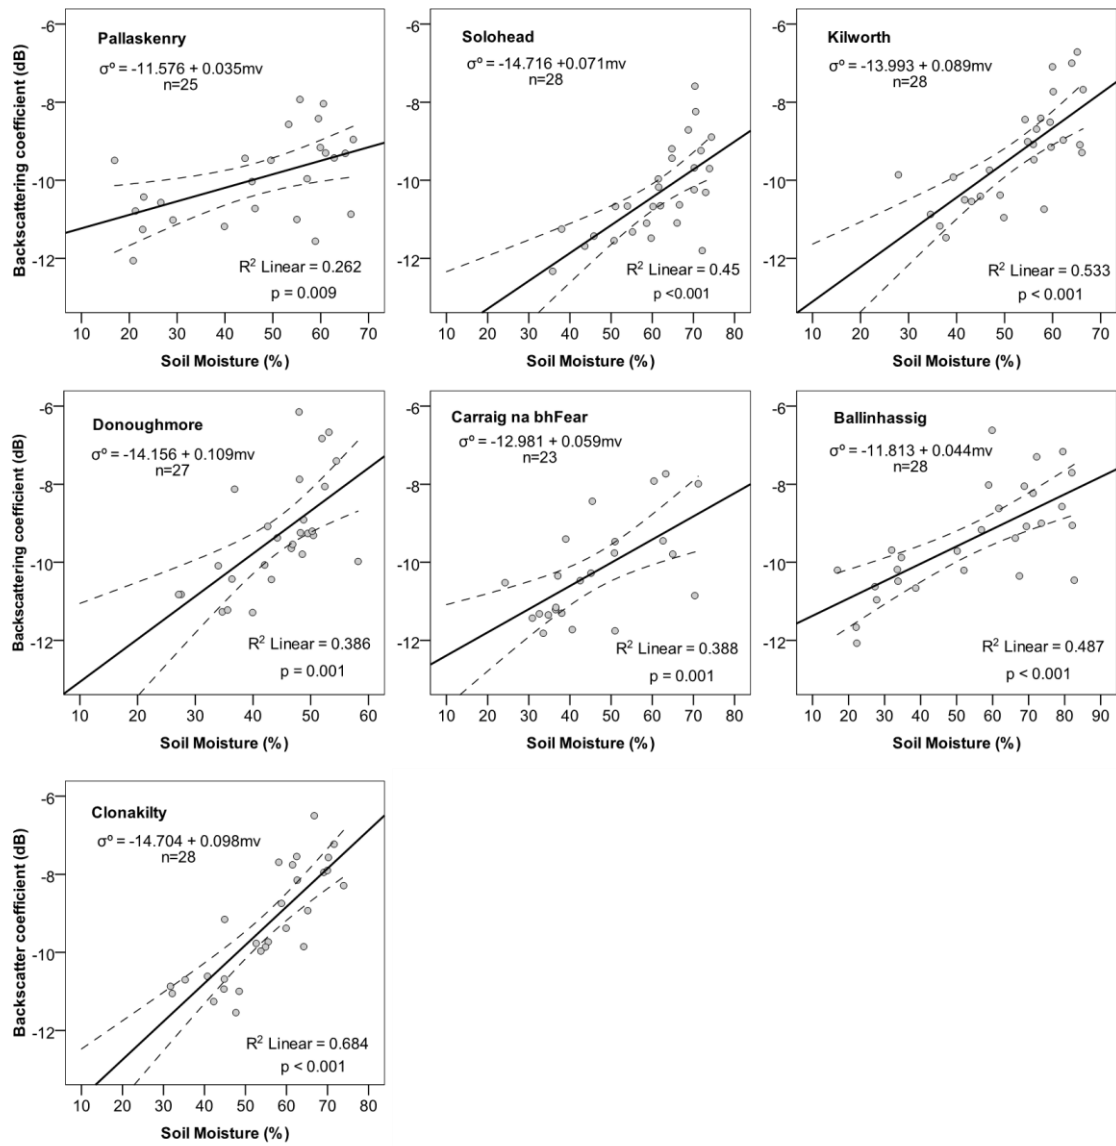 Pallaskenry
σº = -11.576 + 0.035mv
n=25
R² Linear = 0.262
p = 0.009
Backscattering coefficient (dB)
-6
-8
-10
-12
10 20 30 40 50 60 70
Soil Moisture (%)
Solohead
σº = -14.716 +0.071mv
n=28
R² Linear = 0.45
p <0.001
-6
-8
-10
-12
10 20 30 40 50 60 70 80
Soil Moisture (%)
Kilworth
σº = -13.993 +0.089mv
n=28
R² Linear = 0.533
p < 0.001
-6
-8
-10
-12
10 20 30 40 50 60 70
Soil Moisture (%)
Donoughmore
σº = -14.156 +0.109mv
n=27
R² Linear = 0.386
p = 0.001
Backscattering coefficient (dB)
-6
-8
-10
-12
10 20 30 40 50 60
Soil Moisture (%)
Carraig na bhFear
σº = -12.981 + 0.059mv
n=23
R² Linear = 0.388
p = 0.001
-6
-8
-10
-12
10 20 30 40 50 60 70 80
Soil Moisture (%)
Ballinhassig
σº = -11.813 +0.044mv
n=28
R² Linear = 0.487
p < 0.001
-6
-8
-10
-12
10 20 30 40 50 60 70 80 90
Soil Moisture (%)
Clonakilty
σº = -14.704 + 0.098mv
n=28
R² Linear = 0.684
p < 0.001
Backscatter coefficient (dB)
-6
-8
-10
-12
10 20 30 40 50 60 70 80
Soil Moisture (%)